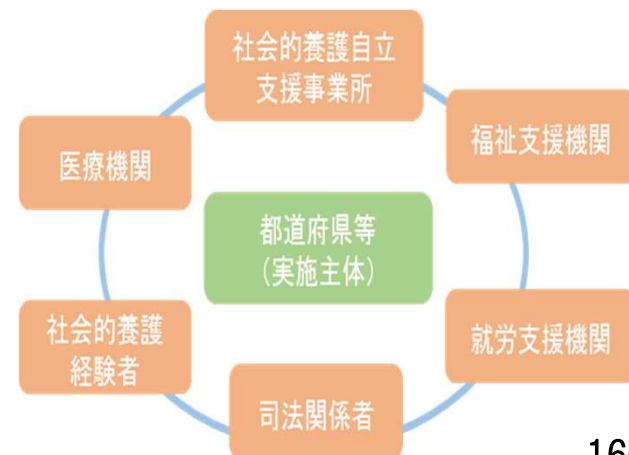 社会的養護自立
支援事業所
福祉支援機関
医療機関
都道府県等
（実施主体）
就労支援機関
社会的養護
経験者
司法関係者